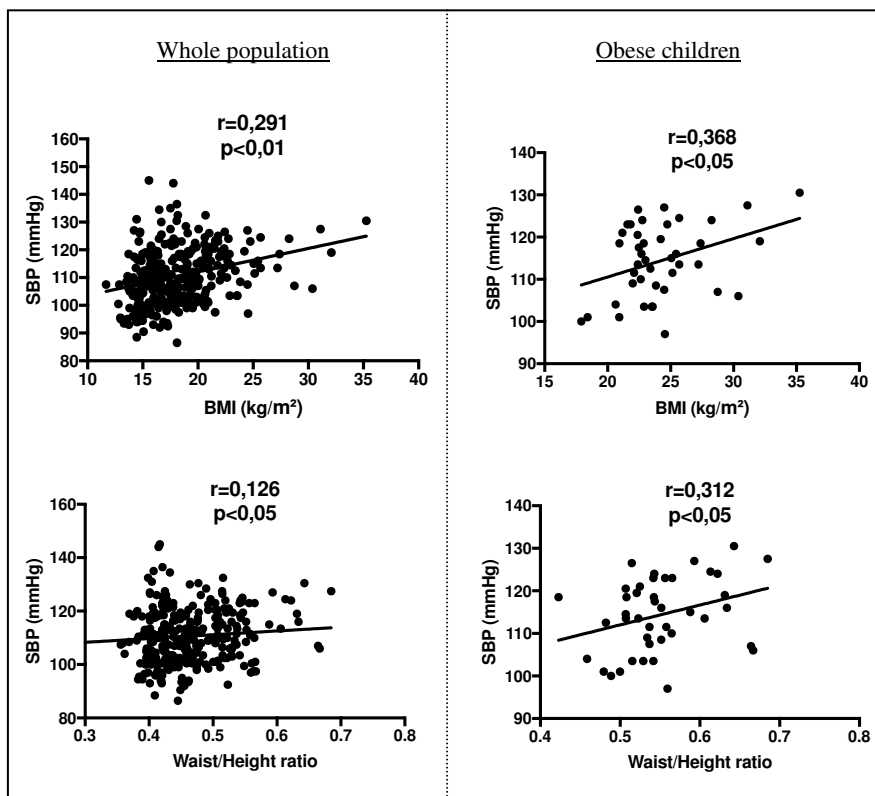 Whole population
Obese children
r=0,291
p<0,01
160
150
140
130
120
110
100
90
80
SBP (mmHg)
10
15
20
25
30
35
40
BMI (kg/m²)
r=0,368
p<0,05
140
130
120
110
100
90
SBP (mmHg)
15
20
25
30
35
40
BMI (kg/m²)
r=0,126
p<0,05
160
140
120
100
80
SBP (mmHg)
0.3
0.4
0.5
0.6
0.7
0.8
Waist/Height ratio
r=0,312
p<0,05
140
130
120
110
100
90
SBP (mmHg)
0.4
0.5
0.6
0.7
0.8
Waist/Height ratio